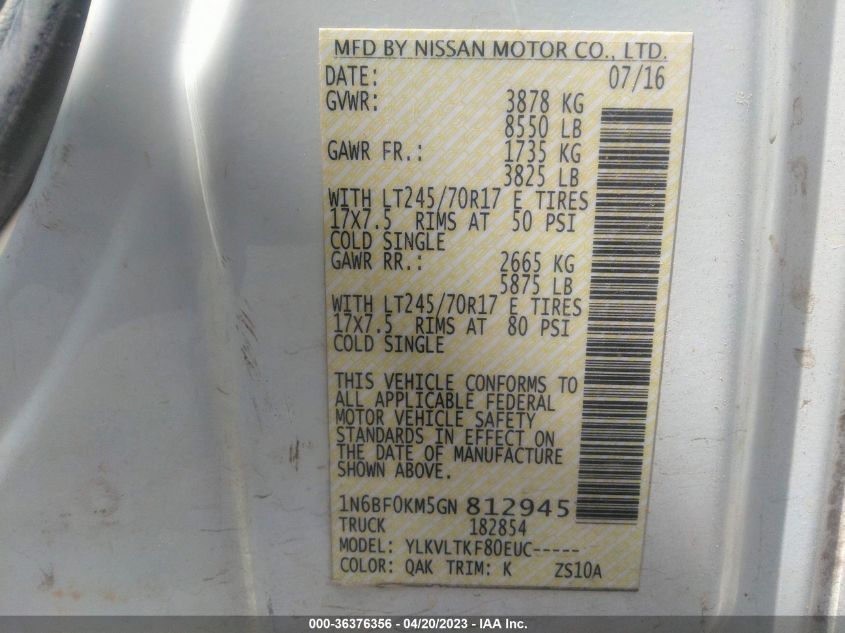 MFD BY NISSAN MOTOR CO., LTD.
DATE: 07/16
GVWR: 3878 KG
8550 LB
GAWR FR.: 1735 KG
3825 LB
WITH LT245/70R17 E TIRES
17X7.5 RIMS AT 50 PSI
COLD SINGLE
GAWR RR.: 2665 KG
5875 LB
WITH LT245/70R17 E TIRES
17X7.5 RIMS AT 80 PSI
COLD SINGLE
THIS VEHICLE CONFORMS TO
ALL APPLICABLE FEDERAL
MOTOR VEHICLE SAFETY
STANDARDS IN EFFECT ON
THE DATE OF MANUFACTURE
SHOWN ABOVE.
1N6BF0KM5GN 812945
TRUCK 182854
MODEL: YLKVLTKF80EUC-----
COLOR: QAK TRIM: K ZS10A
000-36376356 - 04/20/2023 - IAA Inc.